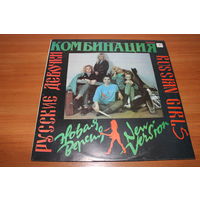 КОМБИНАЦИЯ
РУССКИЕ ДЕВОЧКИ
RUSSIAN GIRLS
Новая версия
New Version